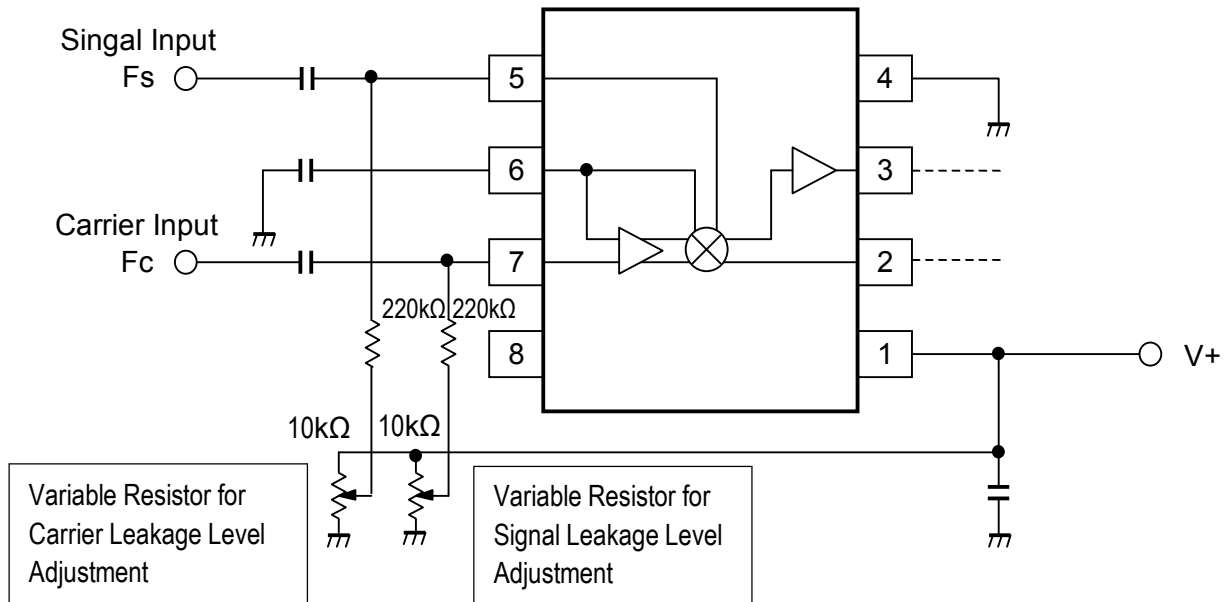 Singal Input
Fs
5
4
6
3
Carrier Input
Fc
7
2
220kΩ 220kΩ
8
1
V+
10kΩ 10kΩ
Variable Resistor for
Carrier Leakage Level
Adjustment
Variable Resistor for
Signal Leakage Level
Adjustment